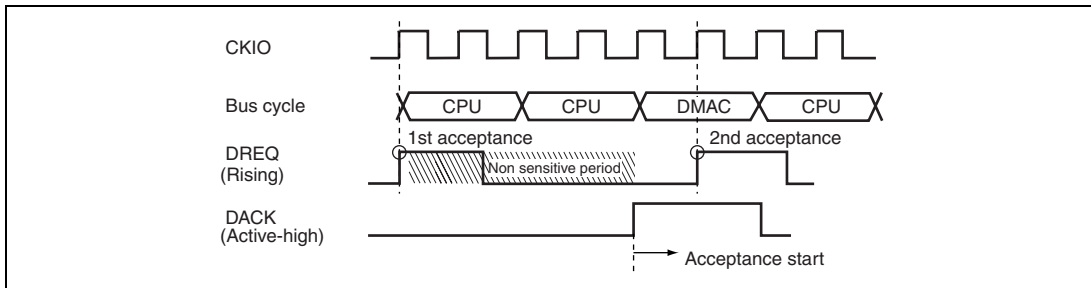 CKIO
Bus cycle
CPU CPU DMAC CPU
1st acceptance 2nd acceptance
DREQ
(Rising)
Non sensitive period
DACK
(Active-high)
Acceptance start